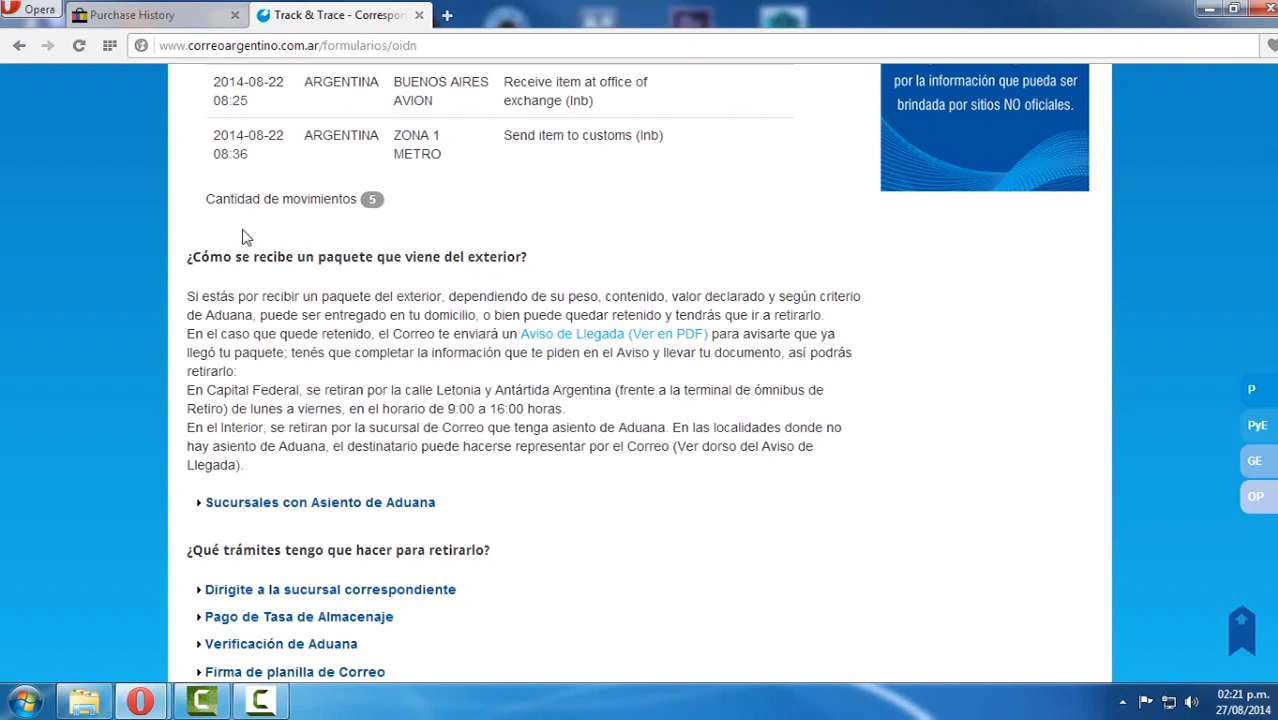 Opera
Purchase History
Track & Trace - Correspon
www.correoargentino.com.ar/formularios/oidn
2014-08-22 ARGENTINA BUENOS AIRES Receive item at office of
08:25 AVION exchange (Inb)
2014-08-22 ARGENTINA ZONA 1 Send item to customs (Inb)
08:36 METRO
Cantidad de movimientos 5
por la información que pueda ser
brindada por sitios NO oficiales.
¿Cómo se recibe un paquete que viene del exterior?
Si estás por recibir un paquete del exterior, dependiendo de su peso, contenido, valor declarado y según criterio
de Aduana, puede ser entregado en tu domicilio, o bien puede quedar retenido y tendrás que ir a retirarlo.
En el caso que quede retenido, el Correo te enviará un Aviso de Llegada (Ver en PDF) para avisarte que ya
llegó tu paquete; tenés que completar la información que te piden en el Aviso y llevar tu documento, así podrás
retirarlo:
En Capital Federal, se retiran por la calle Letonia y Antártida Argentina (frente a la terminal de ómnibus de
Retiro) de lunes a viernes, en el horario de 9:00 a 16:00 horas.
En el Interior, se retiran por la sucursal de Correo que tenga asiento de Aduana. En las localidades donde no
hay asiento de Aduana, el destinatario puede hacerse representar por el Correo (Ver dorso del Aviso de
Llegada).
Sucursales con Asiento de Aduana
¿Qué trámites tengo que hacer para retirarlo?
Dirigite a la sucursal correspondiente
Pago de Tasa de Almacenaje
Verificación de Aduana
Firma de planilla de Correo
P
PyE
GE
OP
02:21 p.m.
27/08/2014